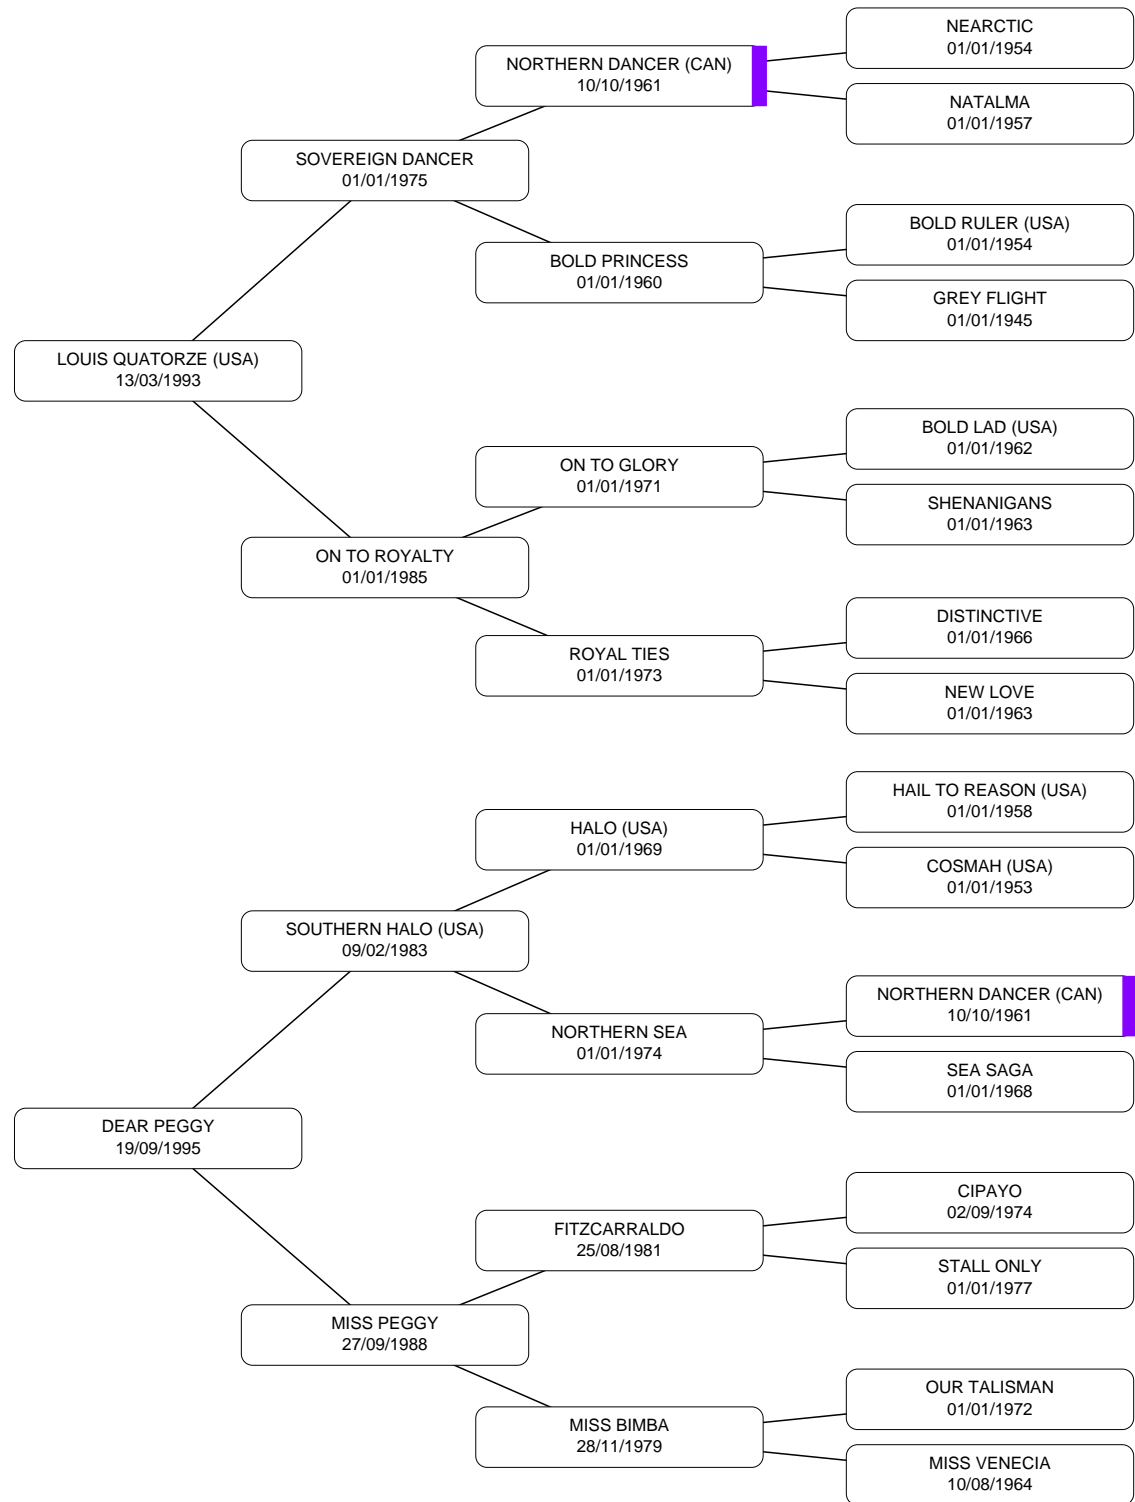 NEARCTIC
01/01/1954
NORTHERN DANCER (CAN)
10/10/1961
NATALMA
01/01/1957
SOVEREIGN DANCER
01/01/1975
BOLD RULER (USA)
01/01/1954
BOLD PRINCESS
01/01/1960
GREY FLIGHT
01/01/1945
LOUIS QUATORZE (USA)
13/03/1993
BOLD LAD (USA)
01/01/1962
ON TO GLORY
01/01/1971
SHENANIGANS
01/01/1963
ON TO ROYALTY
01/01/1985
DISTINCTIVE
01/01/1966
ROYAL TIES
01/01/1973
NEW LOVE
01/01/1963
HAIL TO REASON (USA)
01/01/1958
HALO (USA)
01/01/1969
COSMAH (USA)
01/01/1953
SOUTHERN HALO (USA)
09/02/1983
NORTHERN DANCER (CAN)
10/10/1961
NORTHERN SEA
01/01/1974
SEA SAGA
01/01/1968
DEAR PEGGY
19/09/1995
CIPAYO
02/09/1974
FITZCARRALDO
25/08/1981
STALL ONLY
01/01/1977
MISS PEGGY
27/09/1988
OUR TALISMAN
01/01/1972
MISS BIMBA
28/11/1979
MISS VENECIA
10/08/1964